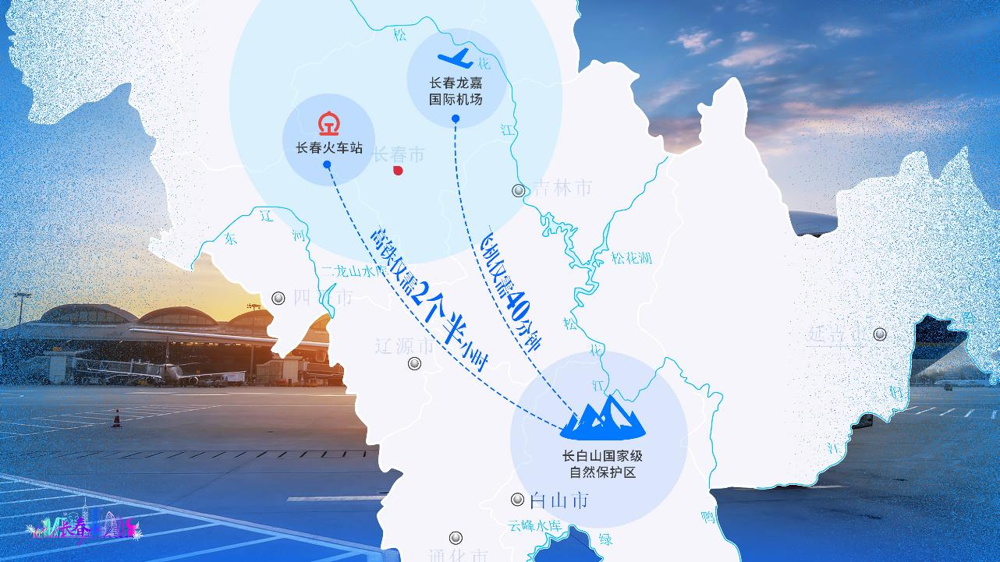 松
花
江
长春龙嘉
国际机场
长春火车站
长春市
吉林市
东
辽
河
二龙山水库
松花湖
高铁仅需2个半小时
飞机仅需40分钟
四平市
辽源市
松
花
江
延吉市
长白山国家级
自然保护区
江
白山市
云峰水库
鸭
绿
通化市
长春